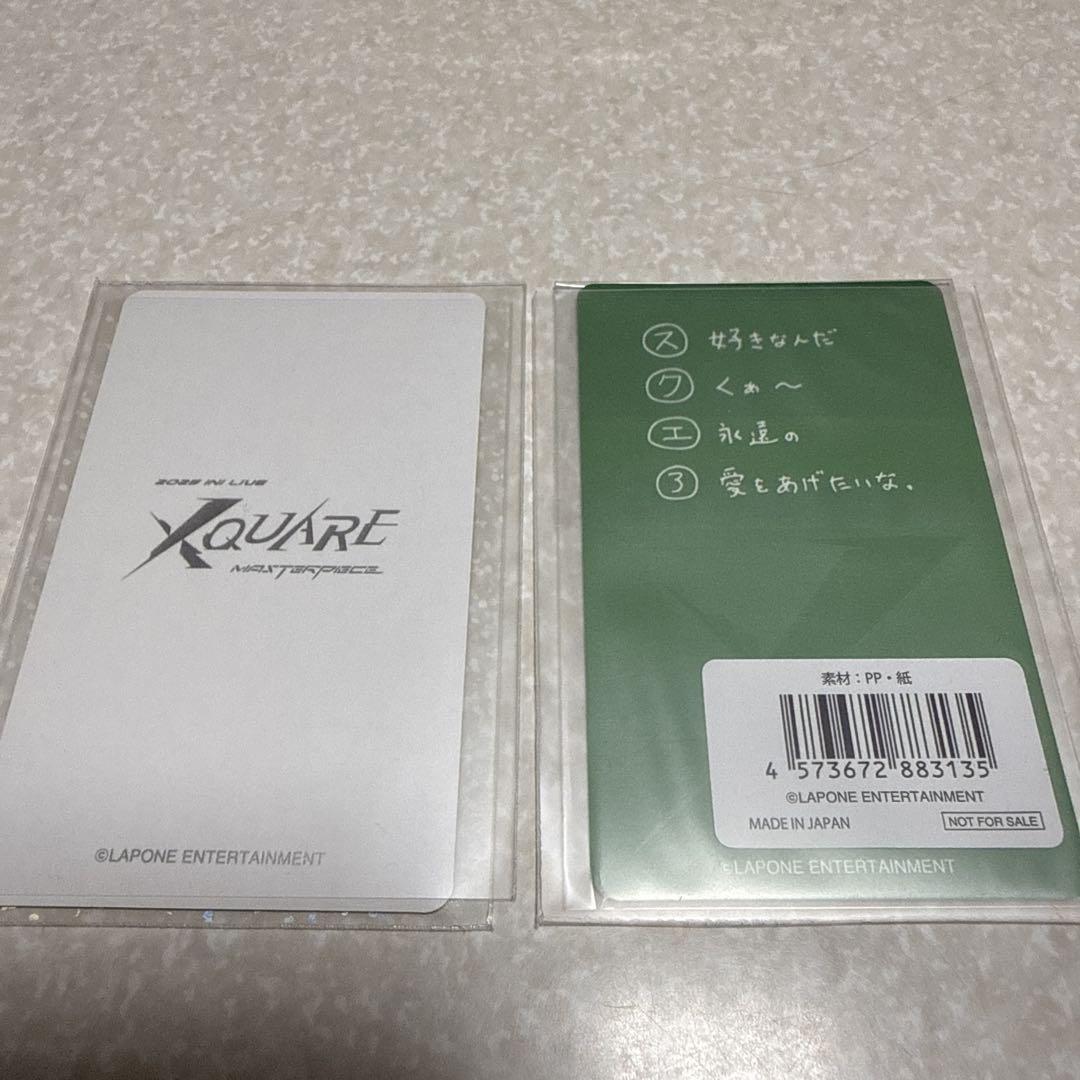 2025 INI LIVE
XQUARE
MASTERPIECE
©LAPONE ENTERTAINMENT
ス 好きなんだ
ク くぁ〜
エ 永遠の
3 愛をあげたいな。
素材：PP・紙
4 573672 883135
©LAPONE ENTERTAINMENT
MADE IN JAPAN NOT FOR SALE
©LAPONE ENTERTAINMENT